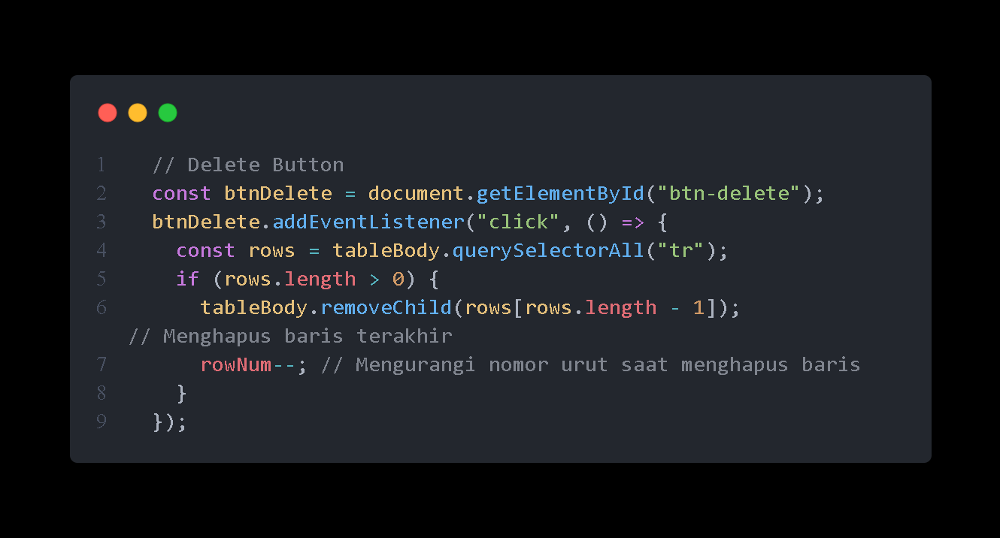 1 // Delete Button
2 const btnDelete = document.getElementById("btn-delete");
3 btnDelete.addEventListener("click", () => {
4 const rows = tableBody.querySelectorAll("tr");
5 if (rows.length > 0) {
6 tableBody.removeChild(rows[rows.length - 1]);
// Menghapus baris terakhir
7 rowNum--; // Mengurangi nomor urut saat menghapus baris
8 }
9 });